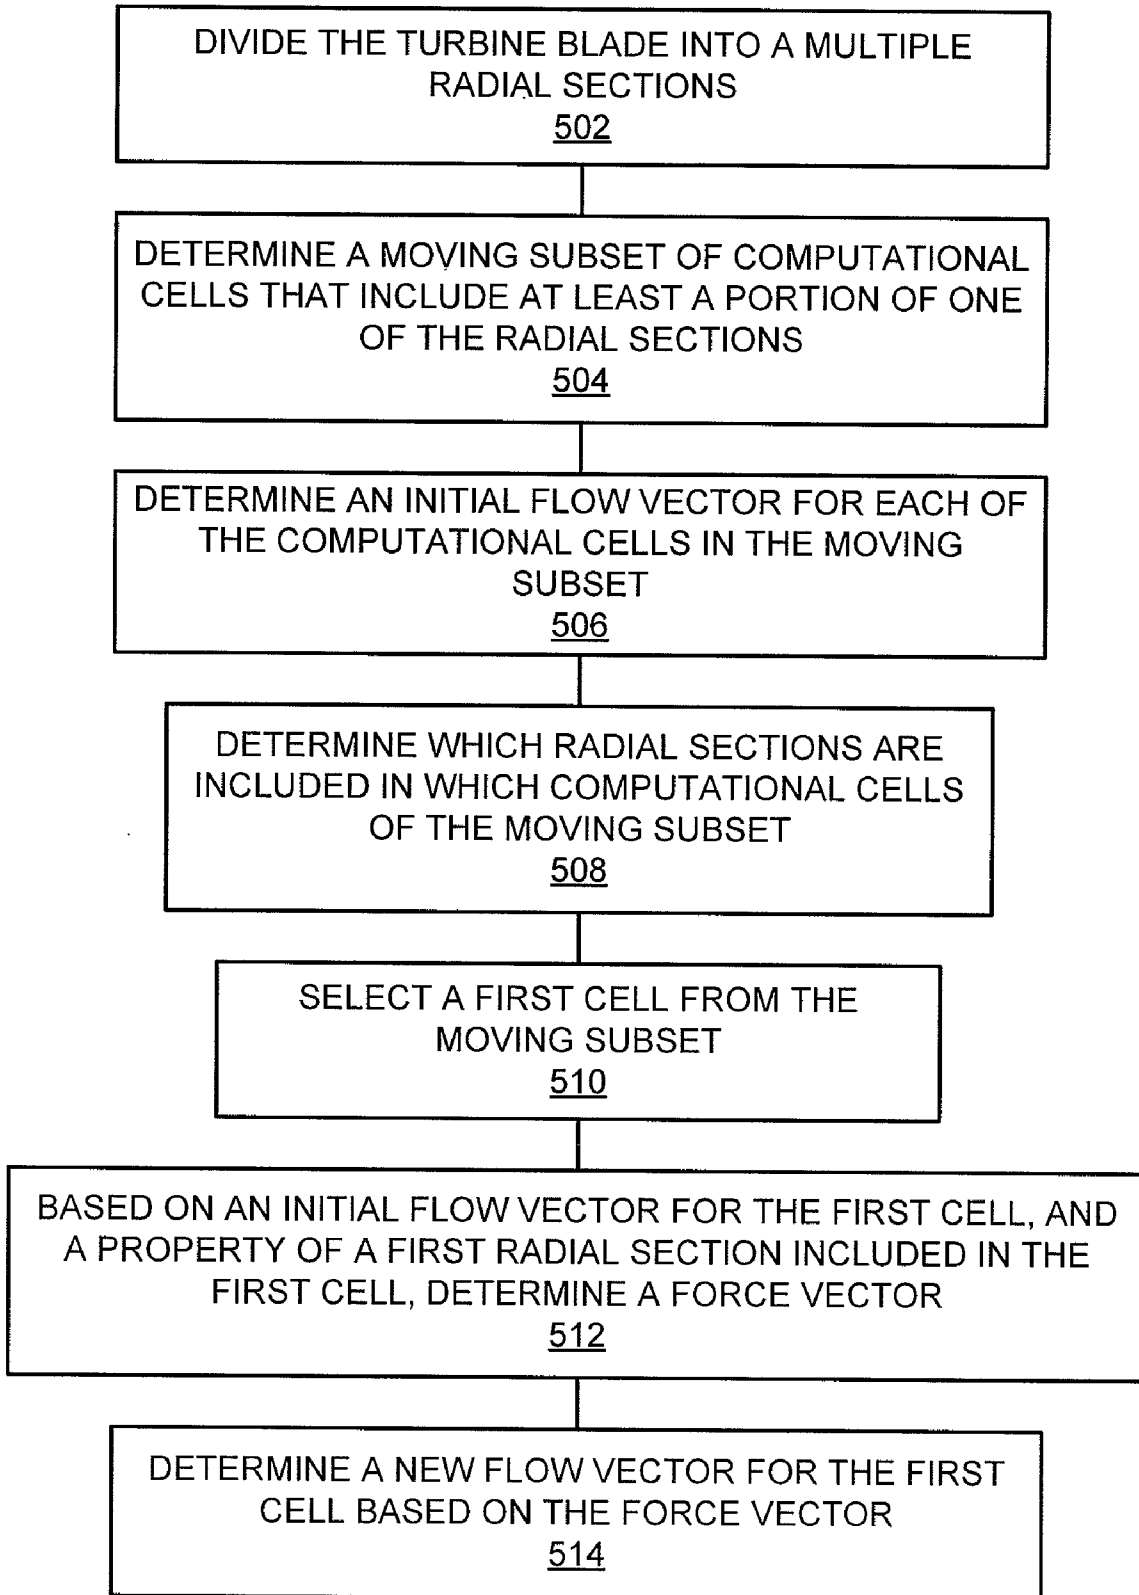 DIVIDE THE TURBINE BLADE INTO A MULTIPLE
RADIAL SECTIONS
502
DETERMINE A MOVING SUBSET OF COMPUTATIONAL
CELLS THAT INCLUDE AT LEAST A PORTION OF ONE
OF THE RADIAL SECTIONS
504
DETERMINE AN INITIAL FLOW VECTOR FOR EACH OF
THE COMPUTATIONAL CELLS IN THE MOVING
SUBSET
506
DETERMINE WHICH RADIAL SECTIONS ARE
INCLUDED IN WHICH COMPUTATIONAL CELLS
OF THE MOVING SUBSET
508
SELECT A FIRST CELL FROM THE
MOVING SUBSET
510
BASED ON AN INITIAL FLOW VECTOR FOR THE FIRST CELL, AND
A PROPERTY OF A FIRST RADIAL SECTION INCLUDED IN THE
FIRST CELL, DETERMINE A FORCE VECTOR
512
DETERMINE A NEW FLOW VECTOR FOR THE FIRST
CELL BASED ON THE FORCE VECTOR
514